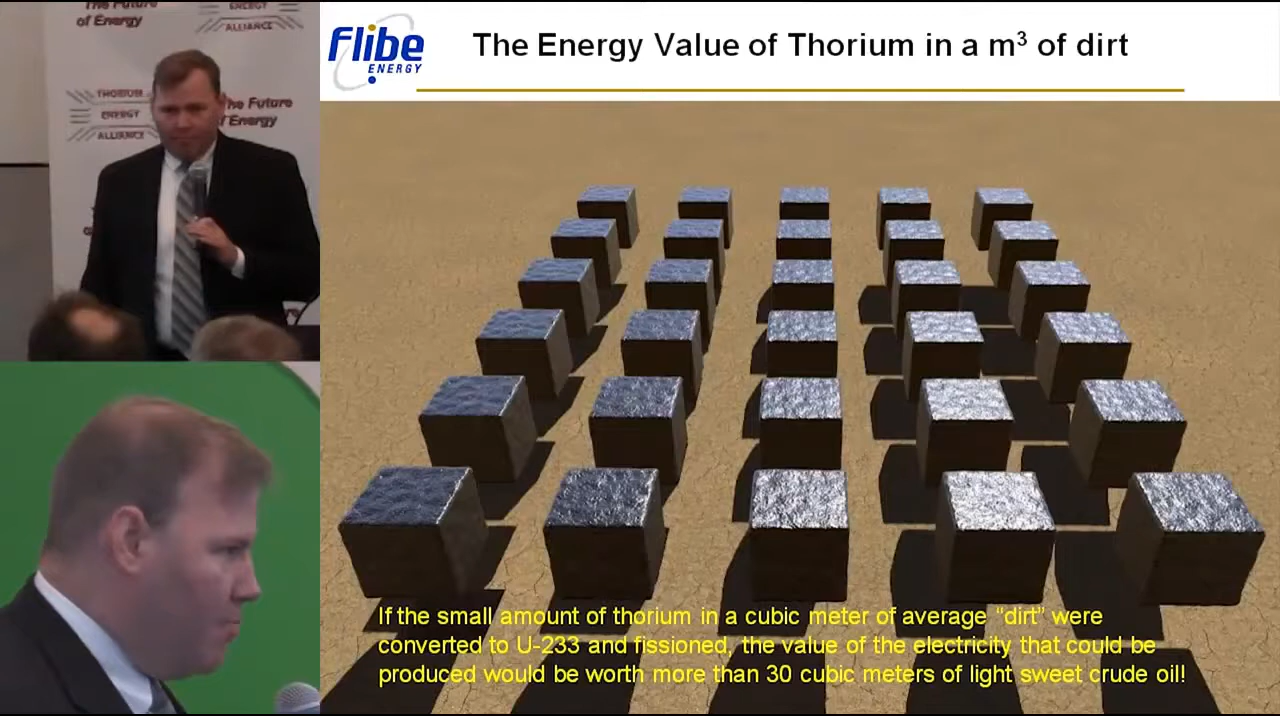 The Future
of Energy
ENERGY
ALLIANCE
THORIUM
ENERGY
ALLIANCE
The Future
of Energy
Flibe
ENERGY
The Energy Value of Thorium in a m³ of dirt
If the small amount of thorium in a cubic meter of average “dirt” were
converted to U-233 and fissioned, the value of the electricity that could be
produced would be worth more than 30 cubic meters of light sweet crude oil!